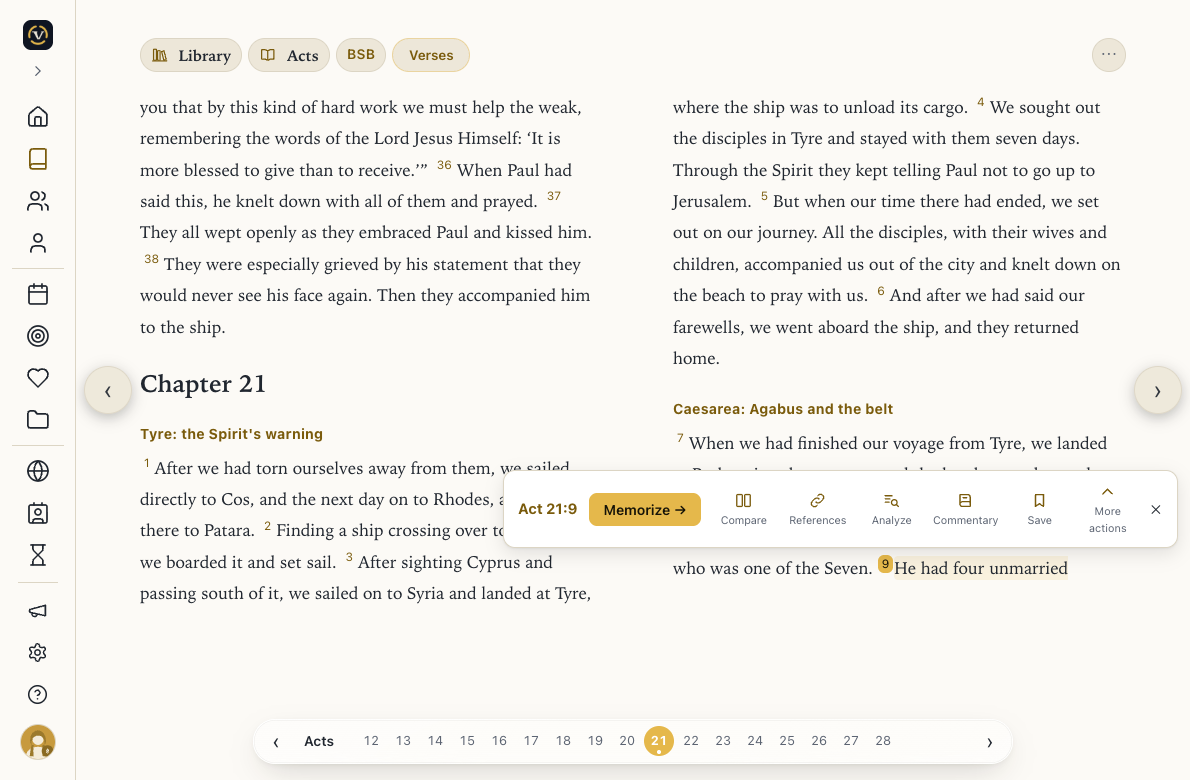 Library Acts BSB Verses ...
you that by this kind of hard work we must help the weak,
remembering the words of the Lord Jesus Himself: ‘It is
more blessed to give than to receive.’” 36 When Paul had
said this, he knelt down with all of them and prayed. 37
They all wept openly as they embraced Paul and kissed him.
38 They were especially grieved by his statement that they
would never see his face again. Then they accompanied him
to the ship.
Chapter 21
Tyre: the Spirit's warning
1 After we had torn ourselves away from them, we sailed
directly to Cos, and the next day on to Rhodes,
there to Patara. 2 Finding a ship crossing over to
we boarded it and set sail. 3 After sighting Cyprus and
passing south of it, we sailed on to Syria and landed at Tyre,
where the ship was to unload its cargo. 4 We sought out
the disciples in Tyre and stayed with them seven days.
Through the Spirit they kept telling Paul not to go up to
Jerusalem. 5 But when our time there had ended, we set
out on our journey. All the disciples, with their wives and
children, accompanied us out of the city and knelt down on
the beach to pray with us. 6 And after we had said our
farewells, we went aboard the ship, and they returned
home.
Caesarea: Agabus and the belt
7 When we had finished our voyage from Tyre, we landed
Act 21:9 Memorize → Compare References Analyze Commentary Save More actions ×
who was one of the Seven. 9 He had four unmarried
‹ Acts 12 13 14 15 16 17 18 19 20 21 22 23 24 25 26 27 28 ›